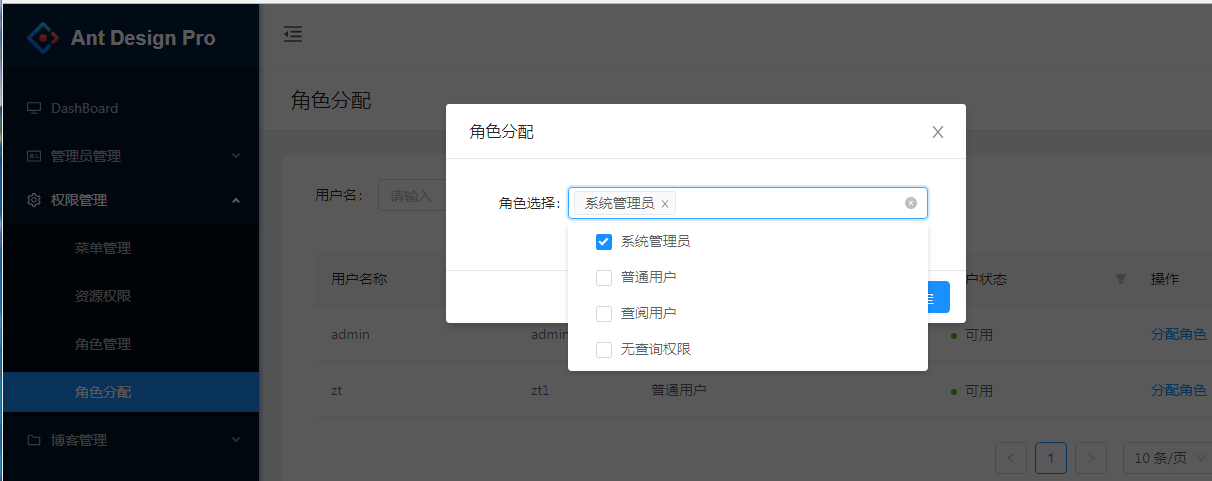 Ant Design Pro
DashBoard
管理员管理
权限管理
菜单管理
资源权限
角色管理
角色分配
博客管理
角色分配
用户名：
请输入
角色分配
角色选择：
系统管理员
系统管理员
普通用户
查阅用户
无查询权限
用户名称
户状态
操作
admin
admin
可用
分配角色
zt
zt1
普通用户
可用
分配角色
1
10 条/页